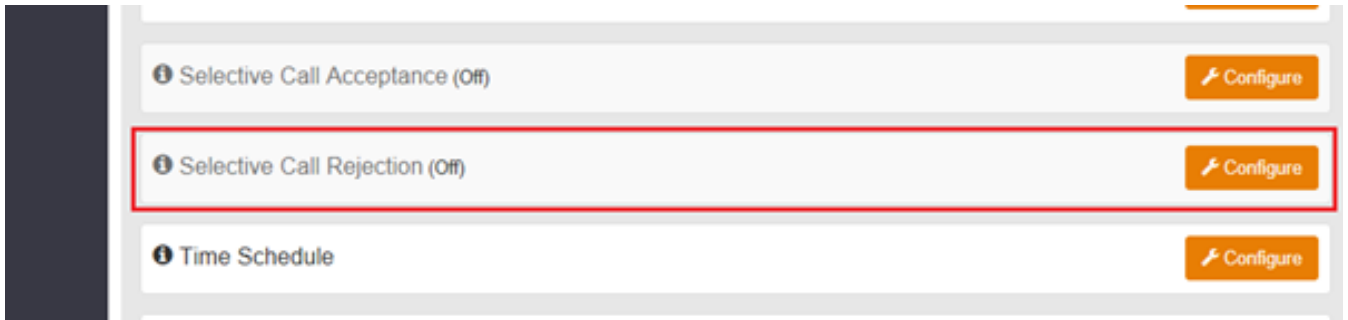 Selective Call Acceptance (Off) Configure
Selective Call Rejection (Off) Configure
Time Schedule Configure